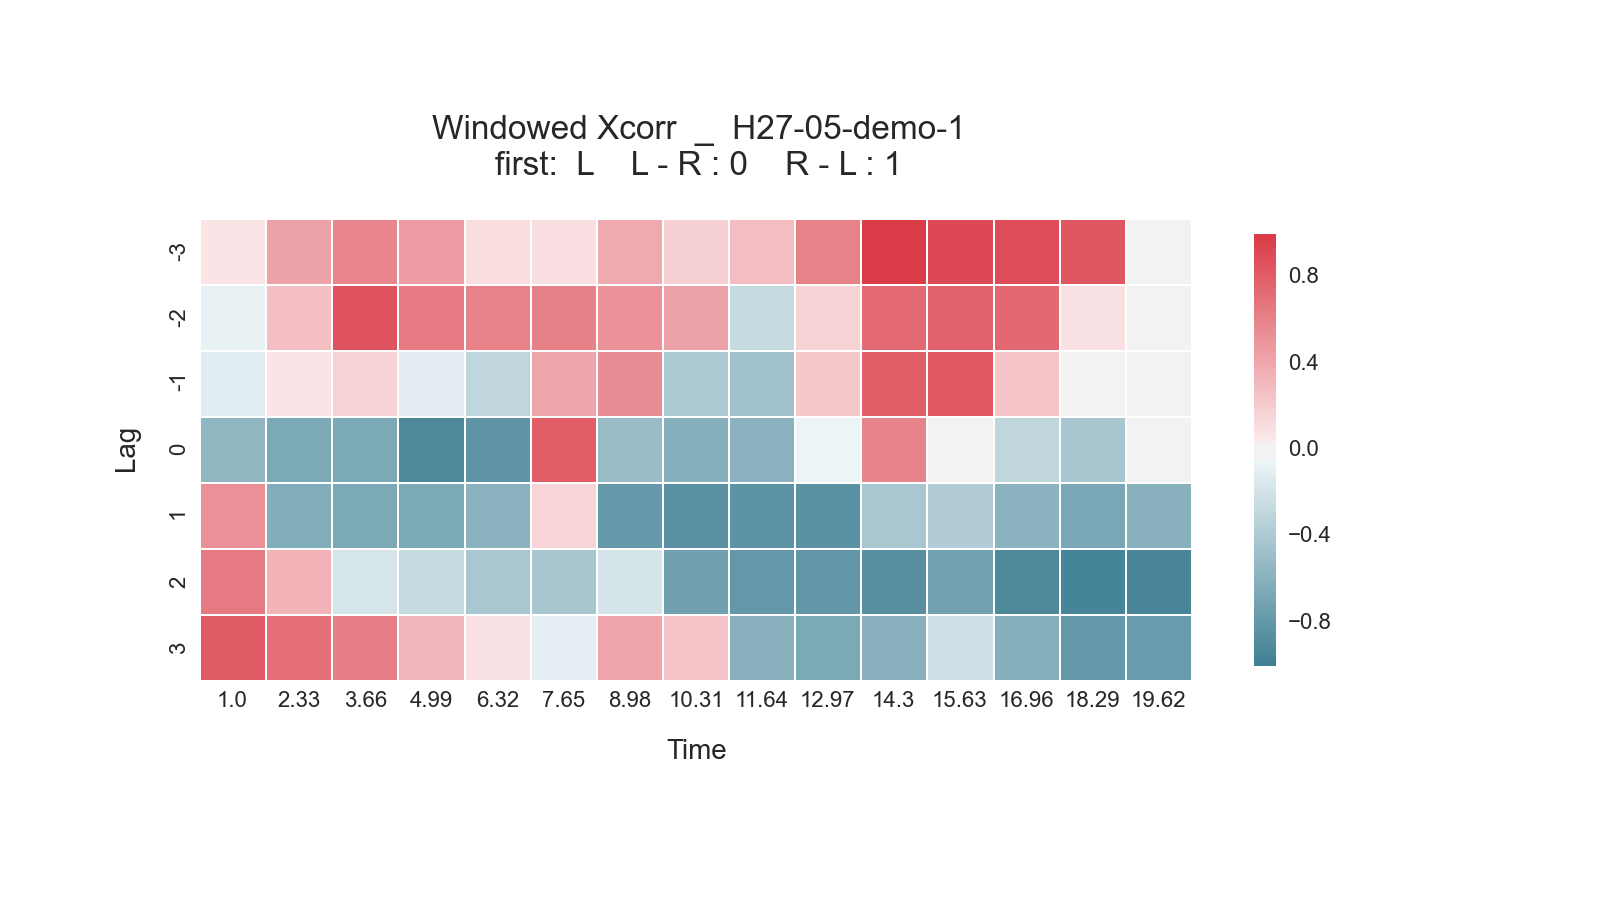 Windowed Xcorr _ H27-05-demo-1
first: L L - R : 0 R - L : 1
Lag
-3
-2
-1
0
1
2
3
1.0 2.33 3.66 4.99 6.32 7.65 8.98 10.31 11.64 12.97 14.3 15.63 16.96 18.29 19.62
Time
0.8
0.4
0.0
−0.4
−0.8